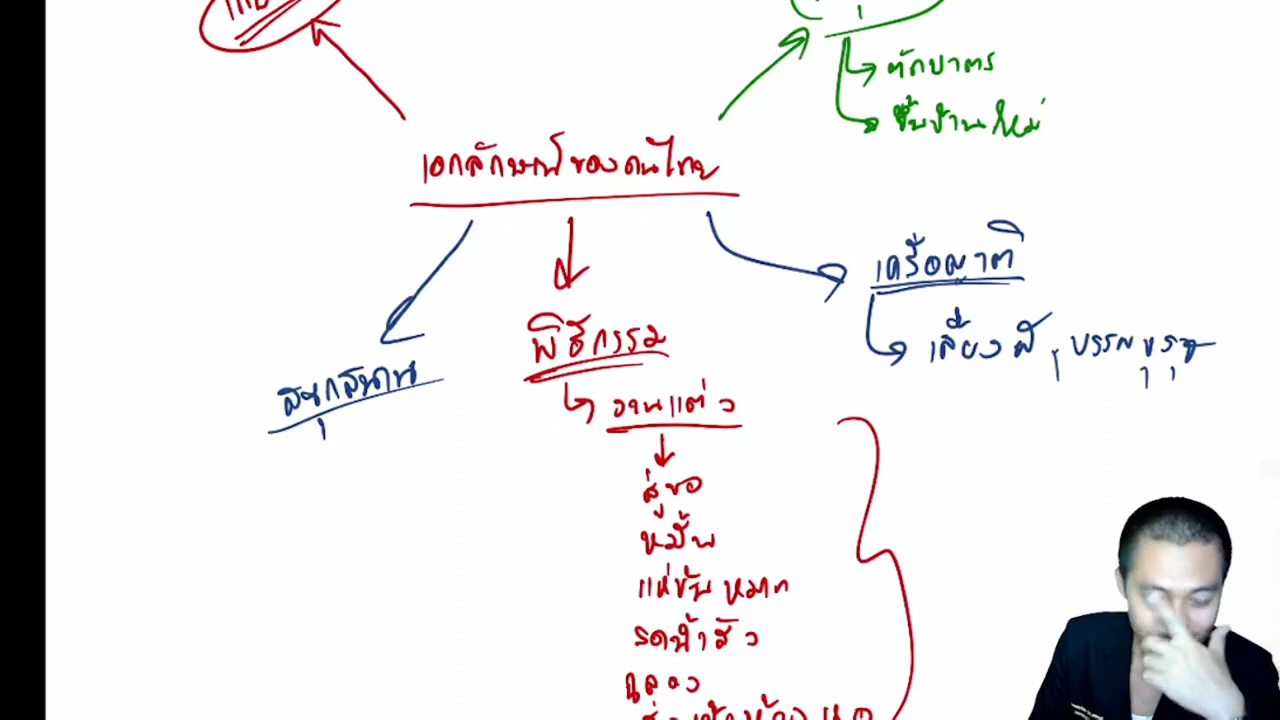 ตักบาตร
ขึ้นบ้านใหม่
เอกลักษณ์ของคนไทย
เครือญาติ
เลี้ยงผี บรรพบุรุษ
พิธีกรรม
สนุกสนาน
งานแต่ง
สู่ขอ
หมั้น
แห่ขันหมาก
รดน้ำสัง
ฉลอง